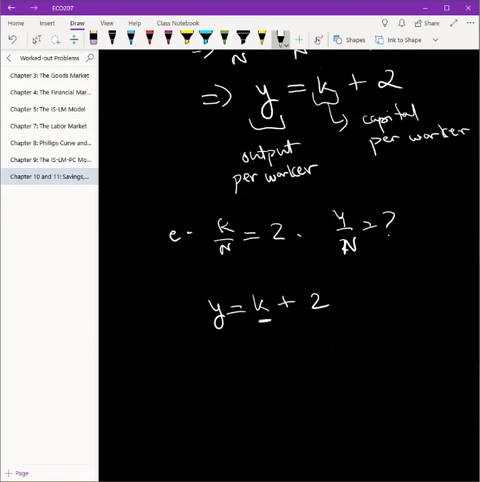 ECO207
Home Insert Draw View Help Class Notebook Share
Shapes Ink to Shape
Worked-out Problems
Chapter 3: The Goods Market
Chapter 4: The Financial Mar...
Chapter 5: The IS-LM Model
Chapter 7: The Labor Market
Chapter 8: Phillips Curve and...
Chapter 9: The IS-LM-PC Mo...
Chapter 10 and 11: Savings,...
Page
⇒ N N
⇒ y = k + 2
capital
per worker
output
per worker
e. K/N = 2. Y/N = ?
y = k + 2